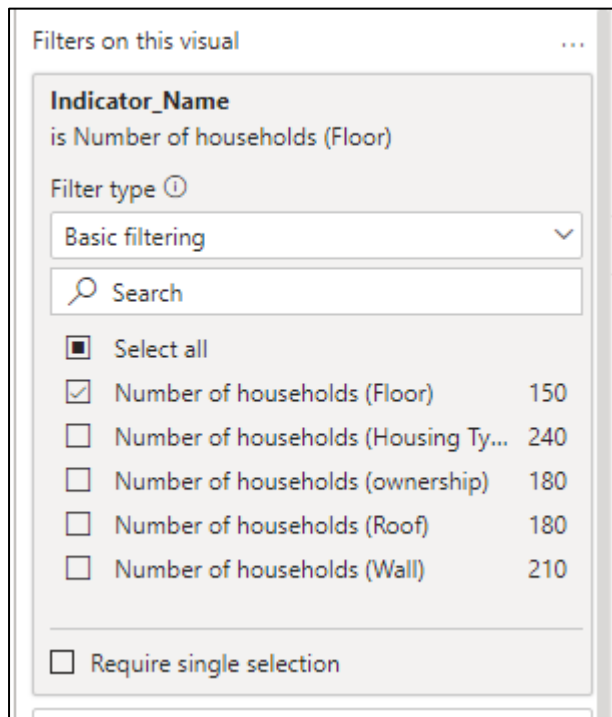 Filters on this visual ...
Indicator_Name
is Number of households (Floor)
Filter type
Basic filtering
Search
Select all
Number of households (Floor) 150
Number of households (Housing Ty... 240
Number of households (ownership) 180
Number of households (Roof) 180
Number of households (Wall) 210
Require single selection